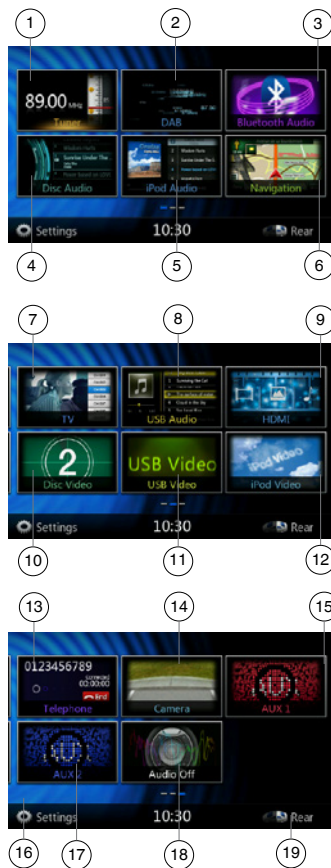 1 2 3
89.00 MHz
Tuner DAB Bluetooth Audio
Disc Audio iPod Audio Navigation
4 5 6
Settings 10:30 Rear
7 8 9
TV USB Audio HDMI
2 USB Video iPod Video
Disc Video USB Video iPod Video
10 11 12
Settings 10:30 Rear
13 14 15
0123456789
00:00:00
End
Telephone Camera AUX 1
AUX 2 Audio Off
Settings 10:30 Rear
16 17 18 19